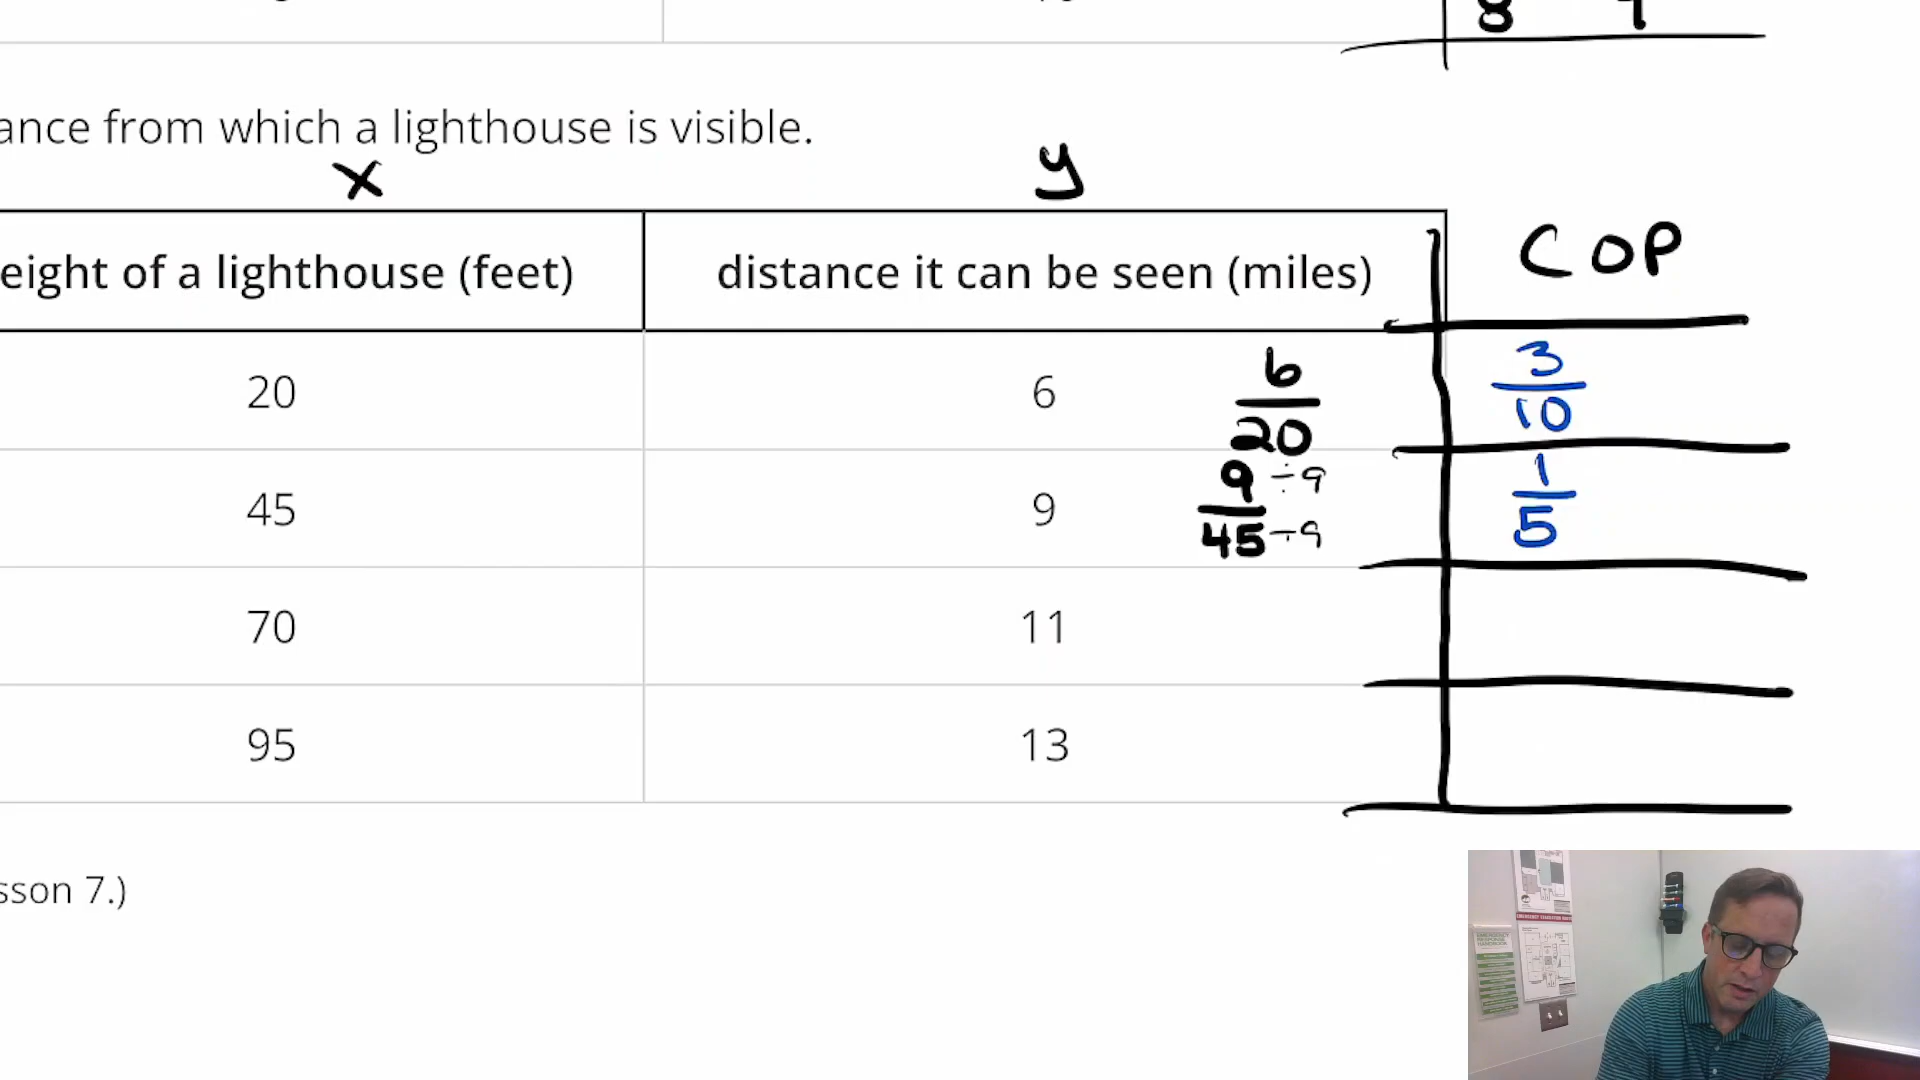 8
ance from which a lighthouse is visible.
x y
eight of a lighthouse (feet) distance it can be seen (miles) COP
20 6 6/20 3/10
45 9 9÷9/45÷9 1/5
70 11
95 13
sson 7.)